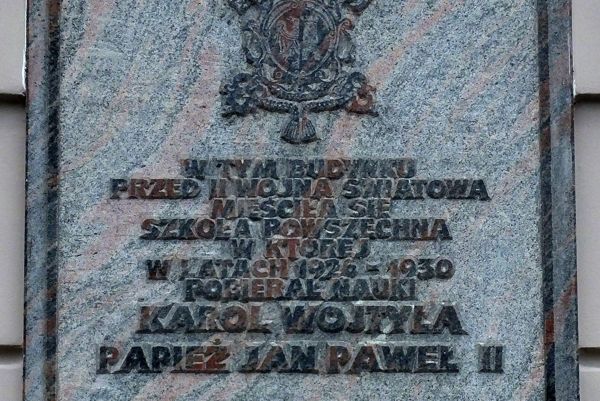 W TYM BUDYNKU
PRZED II WOJNĄ ŚWIATOWĄ
MIEŚCIŁA SIĘ
SZKOŁA POWSZECHNA
W KTÓREJ
W LATACH 1926 - 1930
POBIERAŁ NAUKI
KAROL WOJTYŁA
PAPIEŻ JAN PAWEŁ II